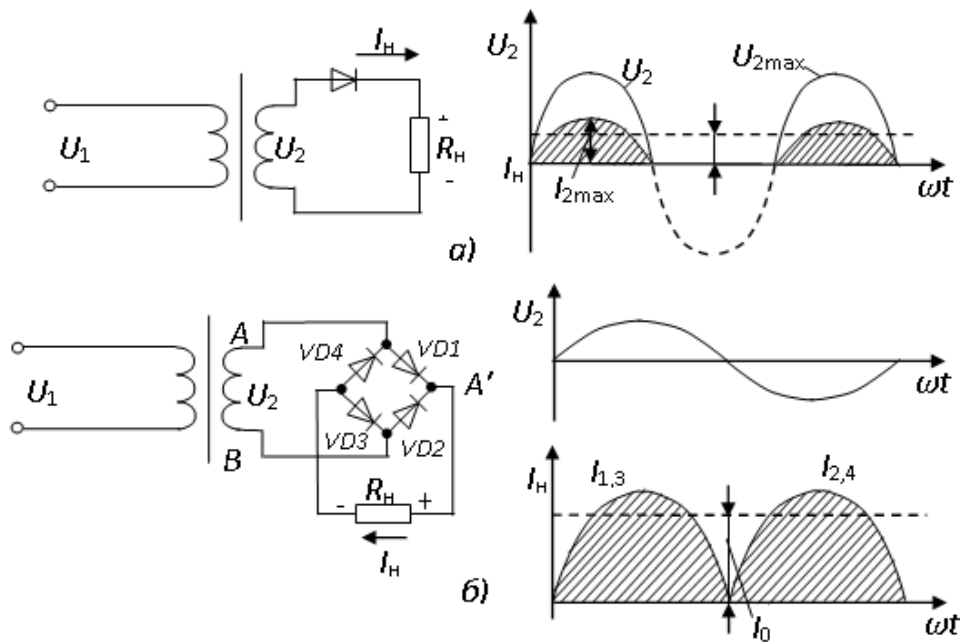 U₁
U₂
Iн
+
Rн
-
а)
U₂
U₂
U₂max
Iн
I₂max
ωt
U₁
A
U₂
B
VD4
VD1
A′
VD3
VD2
-
Rн
+
Iн
б)
U₂
ωt
Iн
I₁,₃
I₂,₄
I₀
ωt